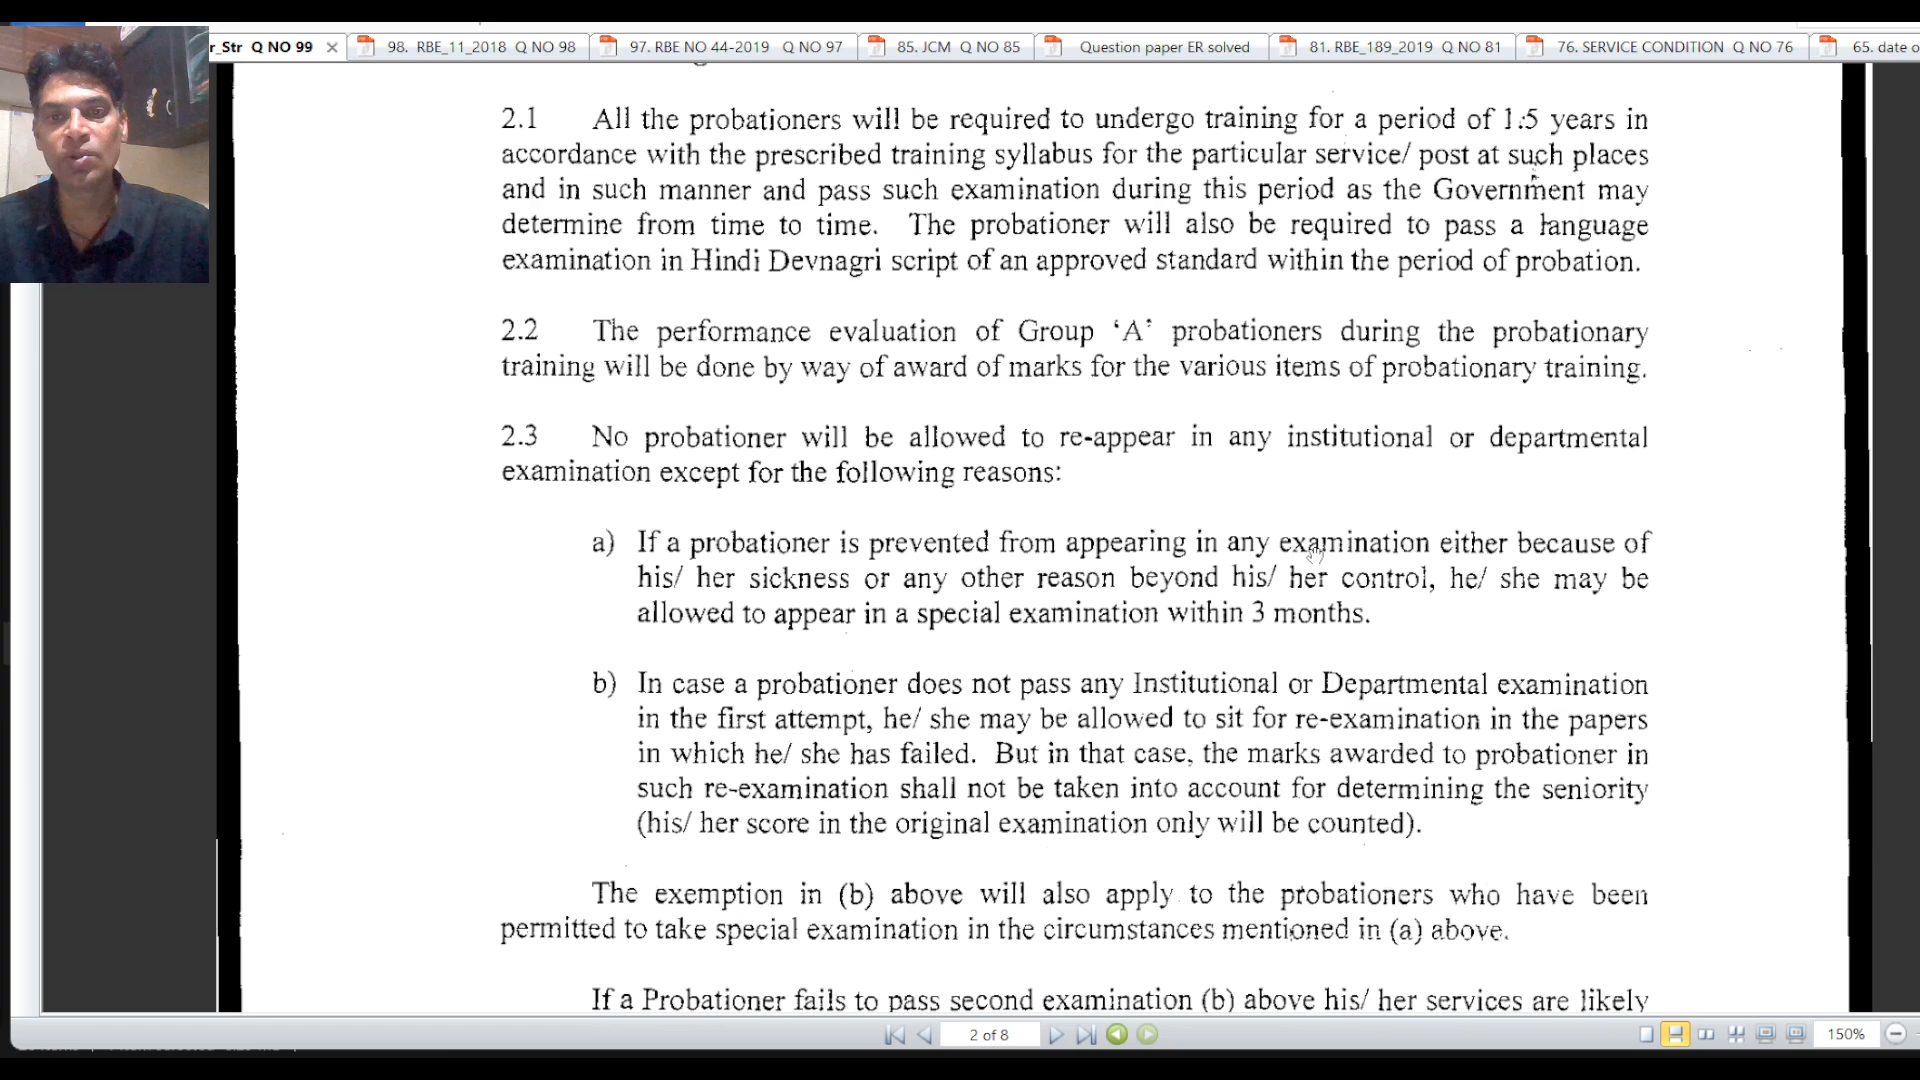 r_Str Q NO 99
98. RBE_11_2018 Q NO 98
97. RBE NO 44-2019 Q NO 97
85. JCM Q NO 85
Question paper ER solved
81. RBE_189_2019 Q NO 81
76. SERVICE CONDITION Q NO 76
65. date o
2.1 All the probationers will be required to undergo training for a period of 1.5 years in
accordance with the prescribed training syllabus for the particular service/ post at such places
and in such manner and pass such examination during this period as the Government may
determine from time to time. The probationer will also be required to pass a language
examination in Hindi Devnagri script of an approved standard within the period of probation.
2.2 The performance evaluation of Group 'A' probationers during the probationary
training will be done by way of award of marks for the various items of probationary training.
2.3 No probationer will be allowed to re-appear in any institutional or departmental
examination except for the following reasons:
a) If a probationer is prevented from appearing in any examination either because of
his/ her sickness or any other reason beyond his/ her control, he/ she may be
allowed to appear in a special examination within 3 months.
b) In case a probationer does not pass any Institutional or Departmental examination
in the first attempt, he/ she may be allowed to sit for re-examination in the papers
in which he/ she has failed. But in that case, the marks awarded to probationer in
such re-examination shall not be taken into account for determining the seniority
(his/ her score in the original examination only will be counted).
The exemption in (b) above will also apply to the probationers who have been
permitted to take special examination in the circumstances mentioned in (a) above.
If a Probationer fails to pass second examination (b) above his/ her services are likely
2 of 8
150%